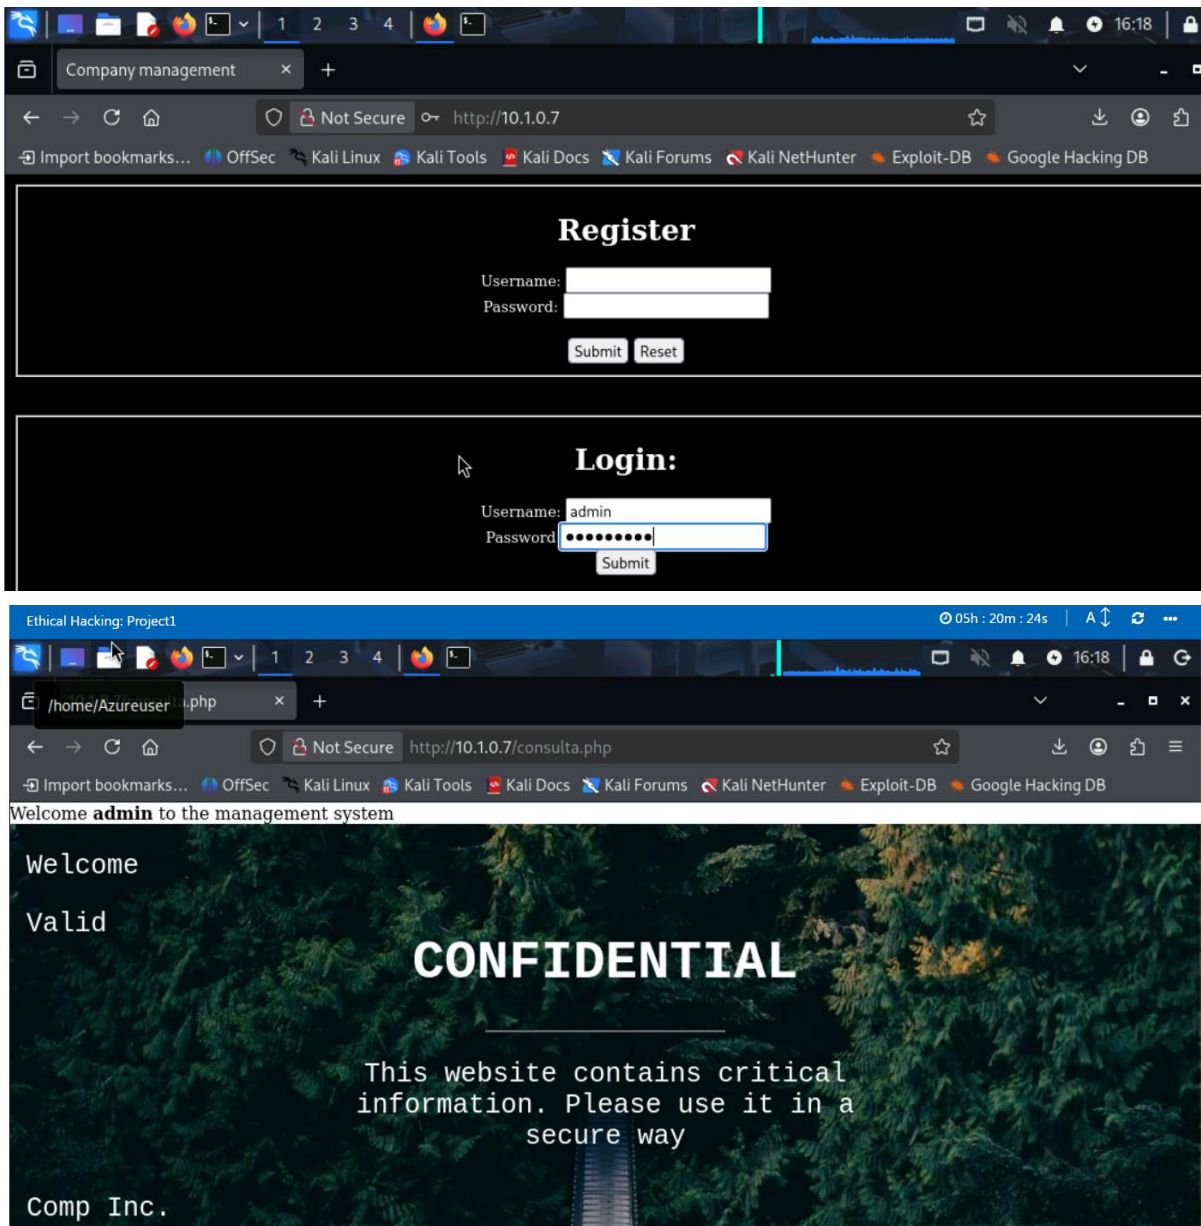 1 2 3 4 16:18
Company management
Not Secure http://10.1.0.7
Import bookmarks... OffSec Kali Linux Kali Tools Kali Docs Kali Forums Kali NetHunter Exploit-DB Google Hacking DB
Register
Username:
Password:
Submit Reset
Login:
Username: admin
Password
Submit
Ethical Hacking: Project1 05h : 20m : 24s A
1 2 3 4 16:18
/home/Azureuser .php
Not Secure http://10.1.0.7/consulta.php
Import bookmarks... OffSec Kali Linux Kali Tools Kali Docs Kali Forums Kali NetHunter Exploit-DB Google Hacking DB
Welcome admin to the management system
Welcome
Valid
CONFIDENTIAL
This website contains critical
information. Please use it in a
secure way
Comp Inc.